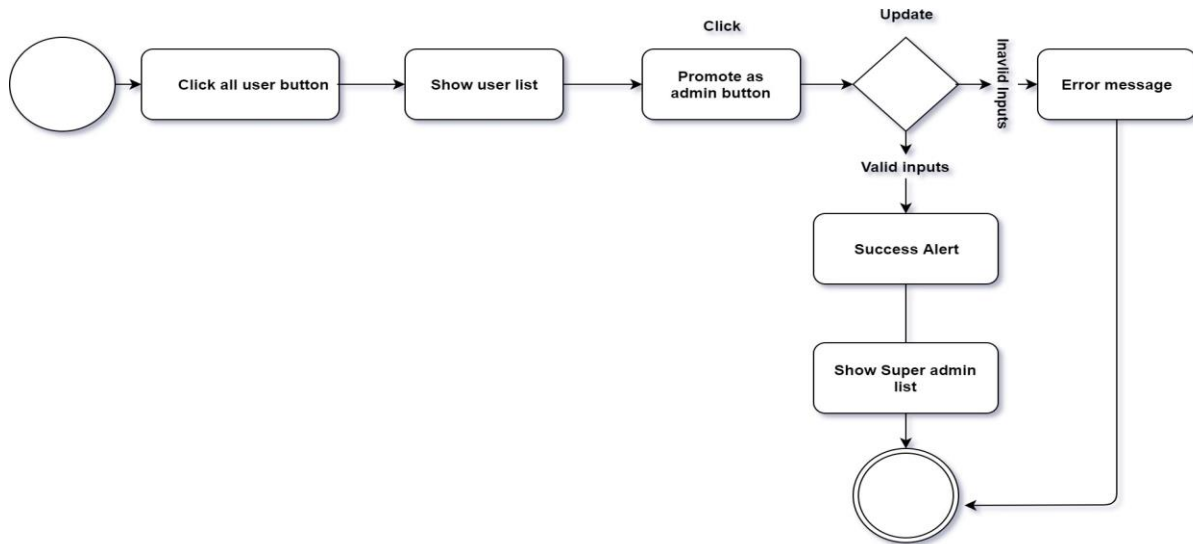 Click
Update
Click all user button
Show user list
Promote as
admin button
Inavlid Inputs
Error message
Valid inputs
Success Alert
Show Super admin
list